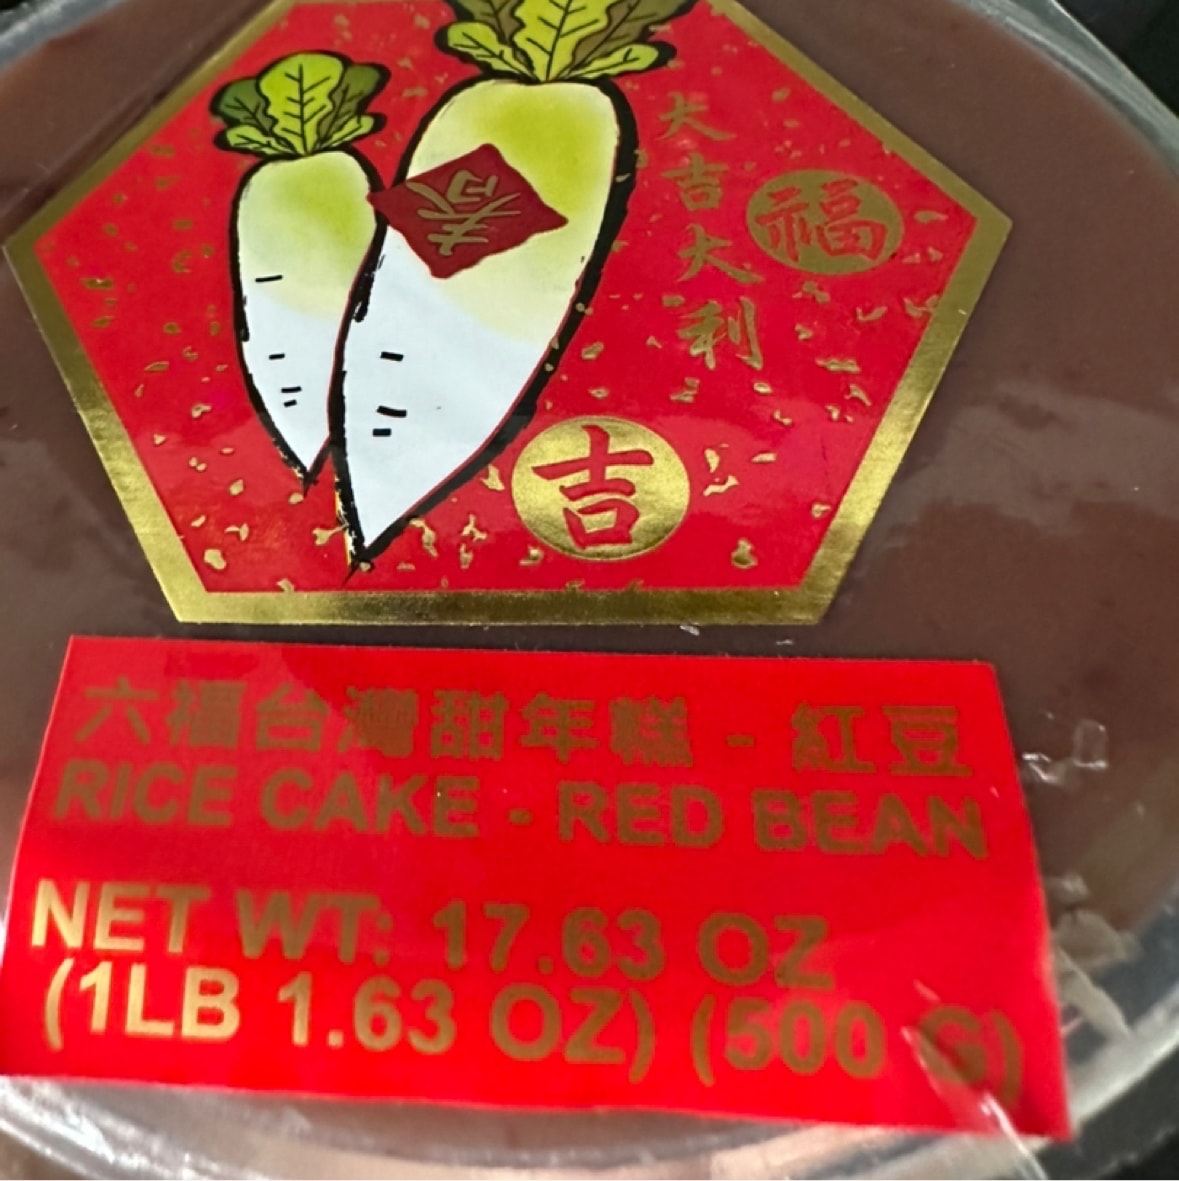 大吉大利
福
春
吉
六福台灣甜年糕 - 紅豆
RICE CAKE - RED BEAN
NET WT: 17.63 OZ
(1LB 1.63 OZ) (500 G)